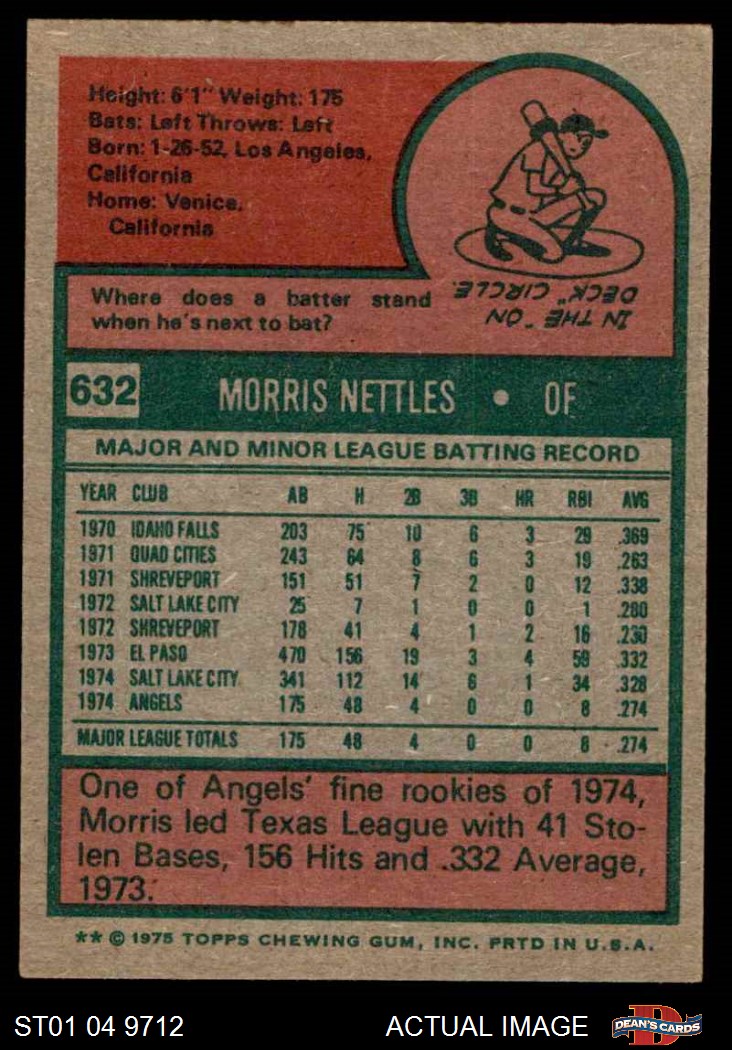 Height: 6'1" Weight: 175
Bats: Left Throws: Left
Born: 1-26-52, Los Angeles,
California
Home: Venice,
California
Where does a batter stand
when he's next to bat?
IN THE "ON
DECK" CIRCLE.
632 MORRIS NETTLES • OF
MAJOR AND MINOR LEAGUE BATTING RECORD
YEAR CLUB AB H 2B 3B HR RBI AVG
1970 IDAHO FALLS 203 75 10 6 3 29 .369
1971 QUAD CITIES 243 64 8 6 3 19 .263
1971 SHREVEPORT 151 51 7 2 0 12 .338
1972 SALT LAKE CITY 25 7 1 0 0 1 .280
1972 SHREVEPORT 178 41 4 1 2 16 .230
1973 EL PASO 470 156 19 3 4 59 .332
1974 SALT LAKE CITY 341 112 14 6 1 34 .328
1974 ANGELS 175 48 4 0 0 8 .274
MAJOR LEAGUE TOTALS 175 48 4 0 0 8 .274
One of Angels' fine rookies of 1974,
Morris led Texas League with 41 Sto-
len Bases, 156 Hits and .332 Average,
1973.
** © 1975 TOPPS CHEWING GUM, INC. PRTD IN U.S.A.
ST01 04 9712 ACTUAL IMAGE D DEAN'S CARDS